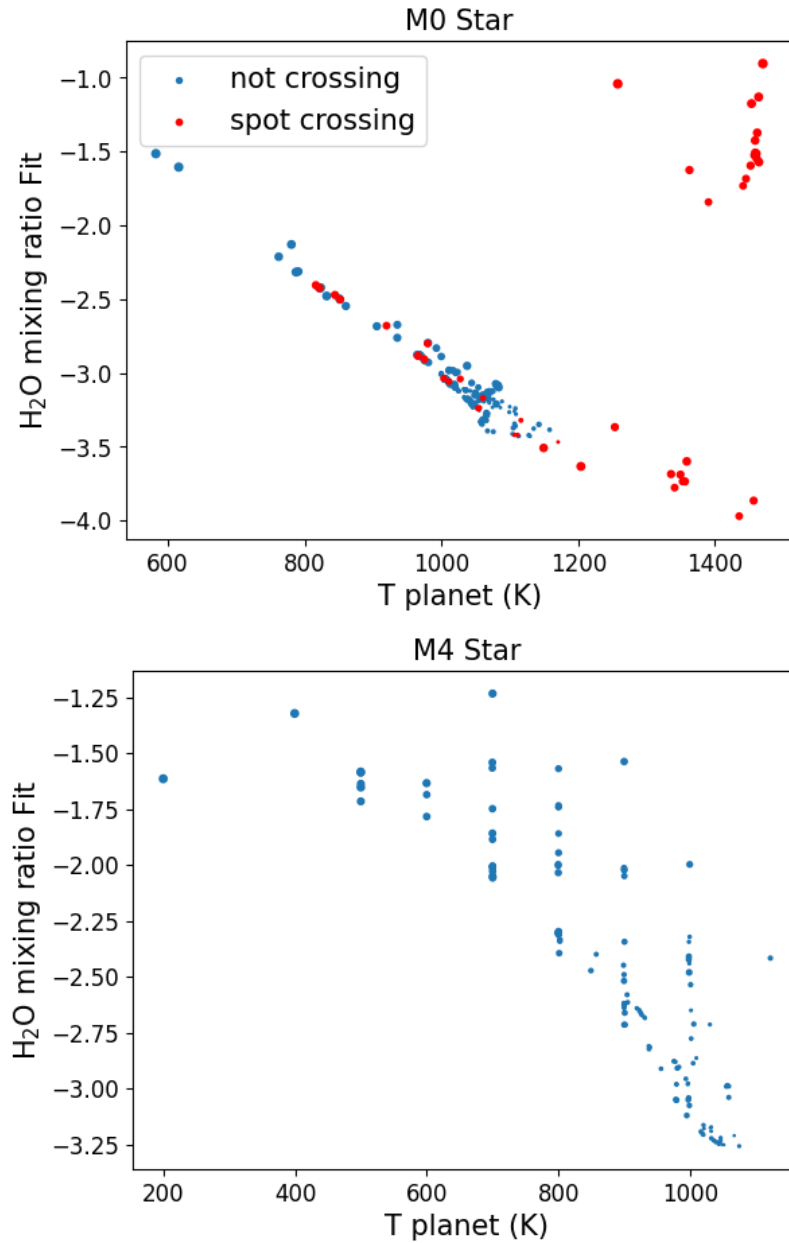 M0 Star
not crossing
spot crossing
H₂O mixing ratio Fit
−1.0
−1.5
−2.0
−2.5
−3.0
−3.5
−4.0
600 800 1000 1200 1400
T planet (K)
M4 Star
H₂O mixing ratio Fit
−1.25
−1.50
−1.75
−2.00
−2.25
−2.50
−2.75
−3.00
−3.25
200 400 600 800 1000
T planet (K)